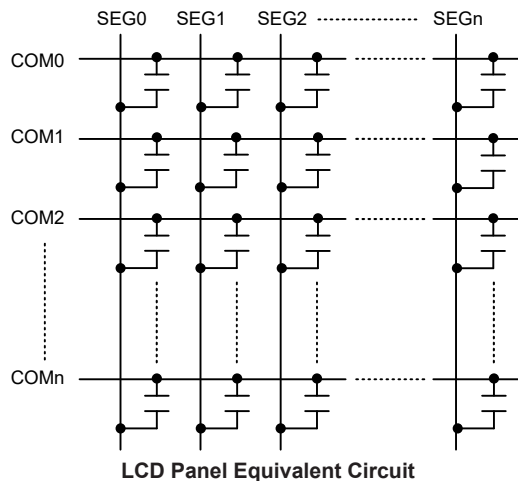 SEG0 SEG1 SEG2 SEGn
COM0
COM1
COM2
COMn
LCD Panel Equivalent Circuit